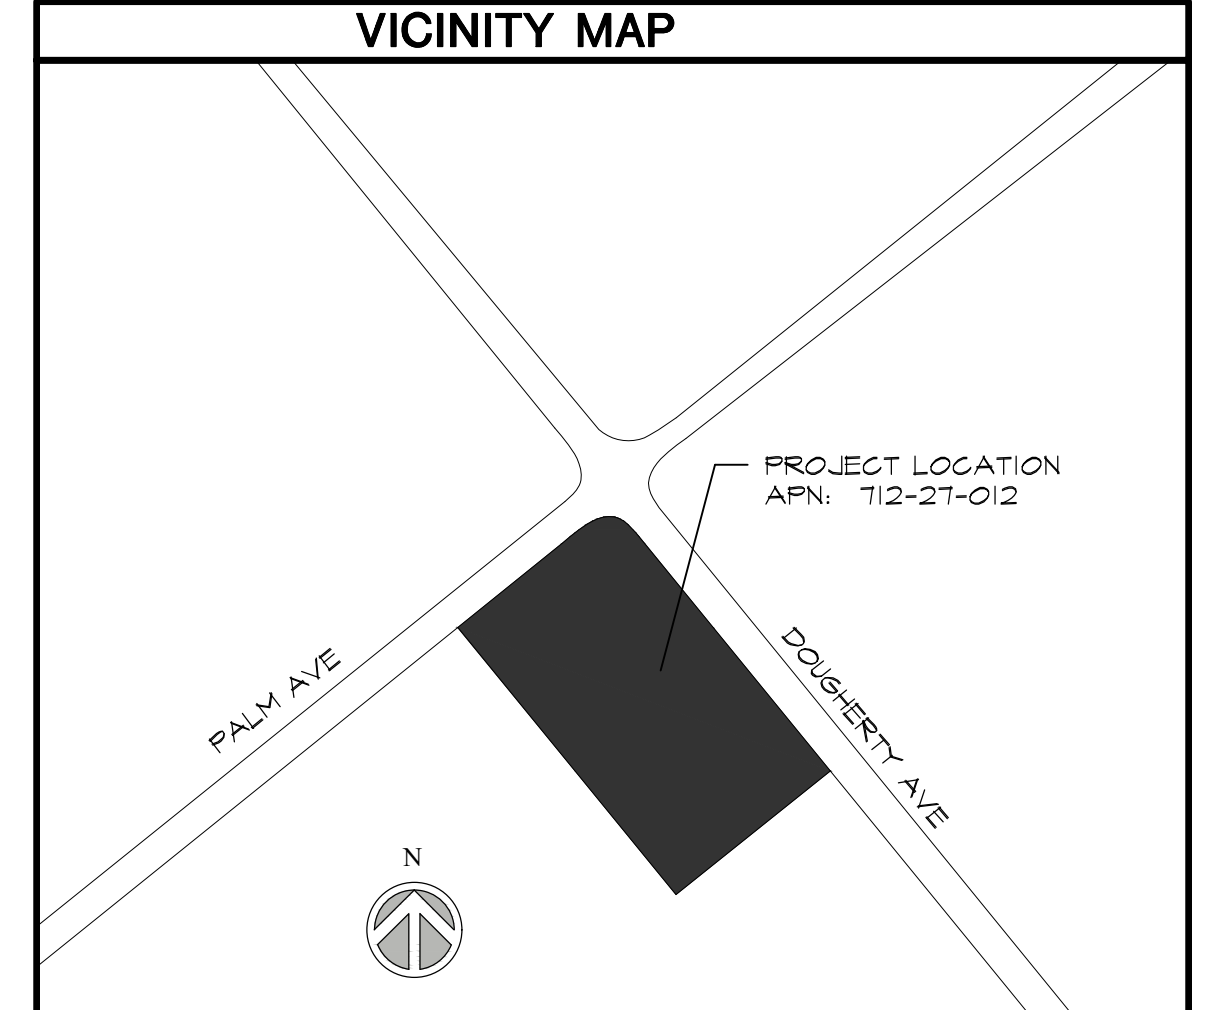 VICINITY MAP
PROJECT LOCATION
APN: 712-27-012
DOUGHERTY AVE
PALM AVE
N